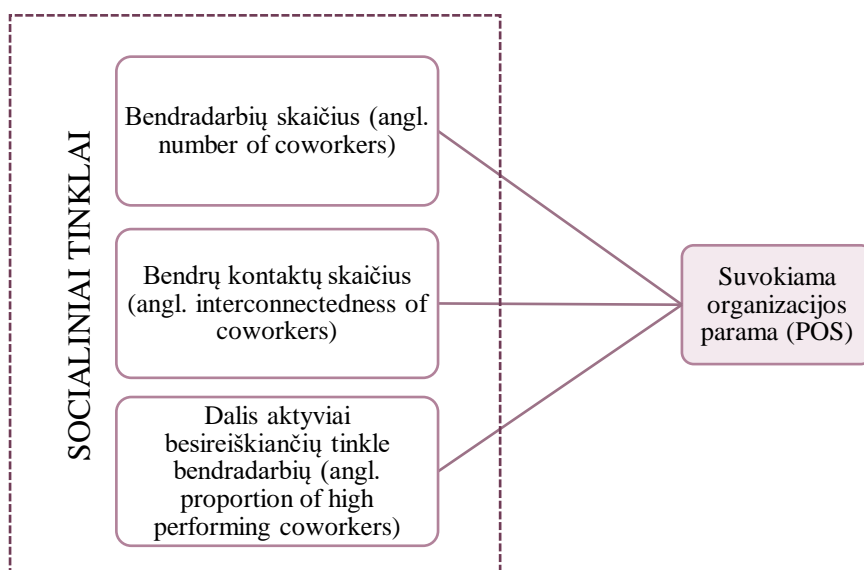 SOCIALINIAI TINKLAI
Bendradarbių skaičius (angl.
number of coworkers)
Bendrų kontaktų skaičius
(angl. interconnectedness of
coworkers)
Dalis aktyviai
besireiškiančių tinkle
bendradarbių (angl.
proportion of high
performing coworkers)
Suvokiama
organizacijos
parama (POS)